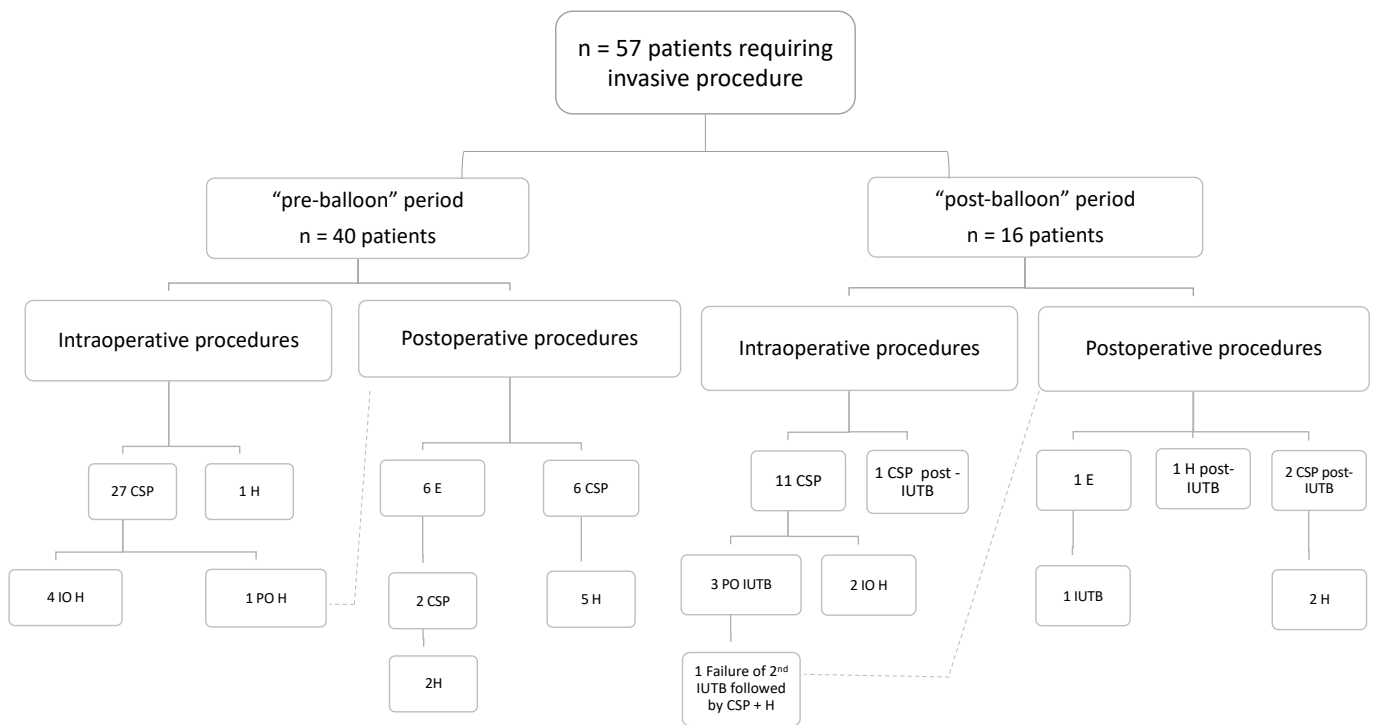 n = 57 patients requiring
invasive procedure
“pre-balloon” period
n = 40 patients
“post-balloon” period
n = 16 patients
Intraoperative procedures
Postoperative procedures
Intraoperative procedures
Postoperative procedures
27 CSP
1 H
6 E
6 CSP
11 CSP
1 CSP post -
IUTB
1 E
1 H post-
IUTB
2 CSP post-
IUTB
4 IO H
1 PO H
2 CSP
5 H
3 PO IUTB
2 IO H
1 IUTB
2 H
2H
1 Failure of 2nd
IUTB followed
by CSP + H